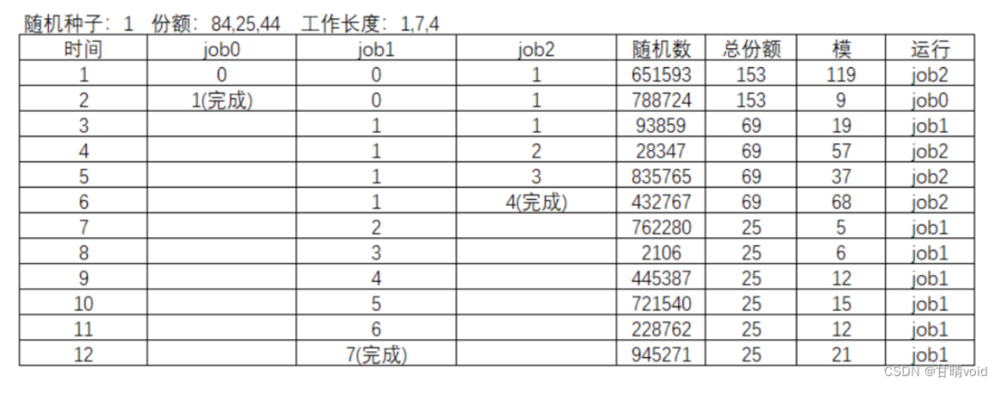 随机种子：1 份额：84,25,44 工作长度：1,7,4
时间 job0 job1 job2 随机数 总份额 模 运行
1 0 0 1 651593 153 119 job2
2 1(完成) 0 1 788724 153 9 job0
3 1 1 93859 69 19 job1
4 1 2 28347 69 57 job2
5 1 3 835765 69 37 job2
6 1 4(完成) 432767 69 68 job2
7 2 762280 25 5 job1
8 3 2106 25 6 job1
9 4 445387 25 12 job1
10 5 721540 25 15 job1
11 6 228762 25 12 job1
12 7(完成) 945271 25 21 job1
CSDN @甘晴void